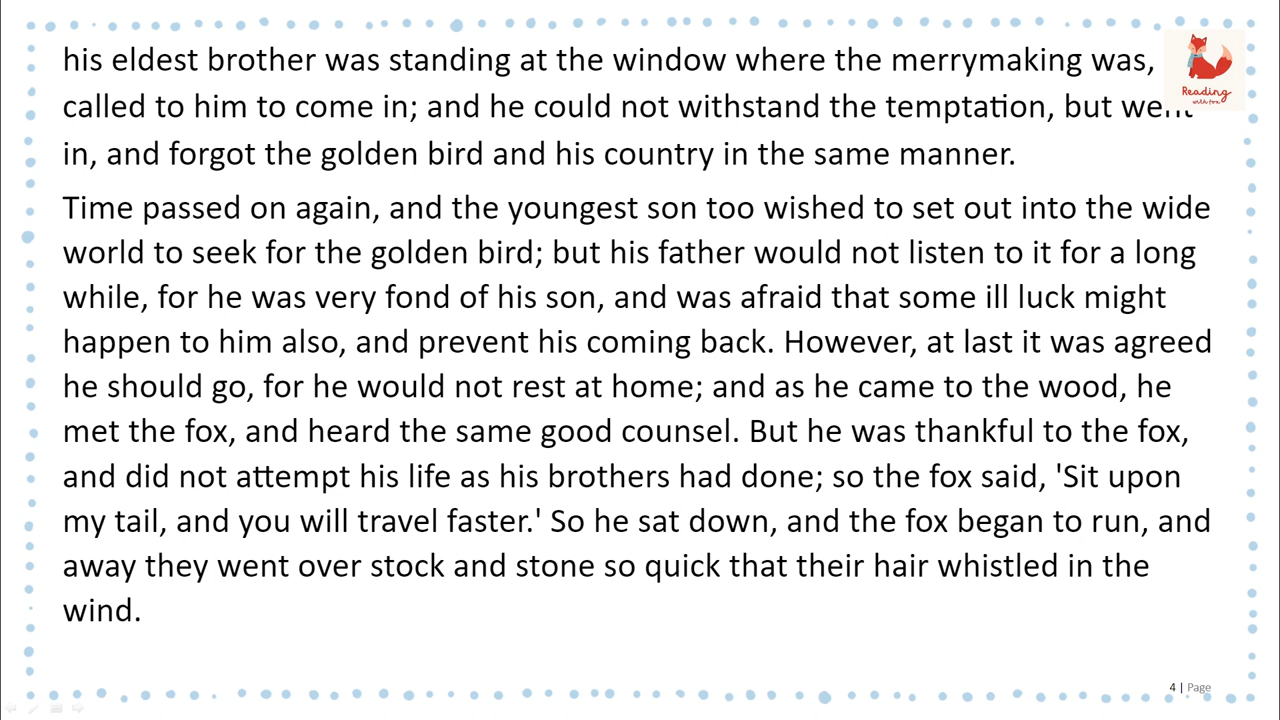 his eldest brother was standing at the window where the merrymaking was,
called to him to come in; and he could not withstand the temptation, but went
in, and forgot the golden bird and his country in the same manner.
Time passed on again, and the youngest son too wished to set out into the wide
world to seek for the golden bird; but his father would not listen to it for a long
while, for he was very fond of his son, and was afraid that some ill luck might
happen to him also, and prevent his coming back. However, at last it was agreed
he should go, for he would not rest at home; and as he came to the wood, he
met the fox, and heard the same good counsel. But he was thankful to the fox,
and did not attempt his life as his brothers had done; so the fox said, 'Sit upon
my tail, and you will travel faster.' So he sat down, and the fox began to run, and
away they went over stock and stone so quick that their hair whistled in the
wind.
Reading
with fox
4 | Page